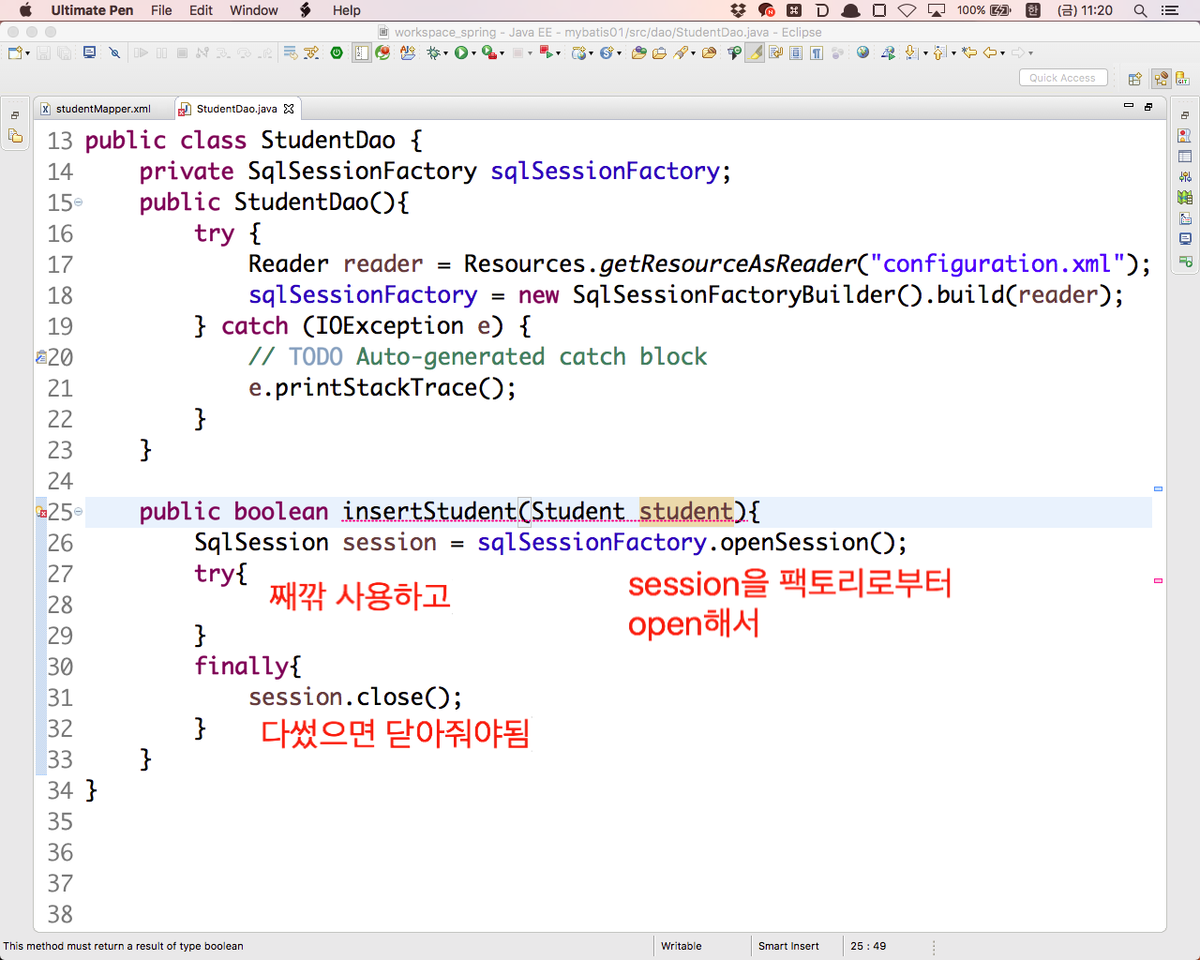 Ultimate Pen File Edit Window Help 100% 한 (금) 11:20
workspace_spring - Java EE - mybatis01/src/dao/StudentDao.java - Eclipse
Quick Access
studentMapper.xml StudentDao.java
13 public class StudentDao {
14 private SqlSessionFactory sqlSessionFactory;
15 public StudentDao(){
16 try {
17 Reader reader = Resources.getResourceAsReader("configuration.xml");
18 sqlSessionFactory = new SqlSessionFactoryBuilder().build(reader);
19 } catch (IOException e) {
20 // TODO Auto-generated catch block
21 e.printStackTrace();
22 }
23 }
24
25 public boolean insertStudent(Student student){
26 SqlSession session = sqlSessionFactory.openSession();
27 try{
째깎 사용하고
session을 팩토리로부터
open해서
28
29 }
30 finally{
31 session.close();
32 }
다썼으면 닫아줘야됨
33 }
34 }
35
36
37
38
This method must return a result of type boolean Writable Smart Insert 25 : 49